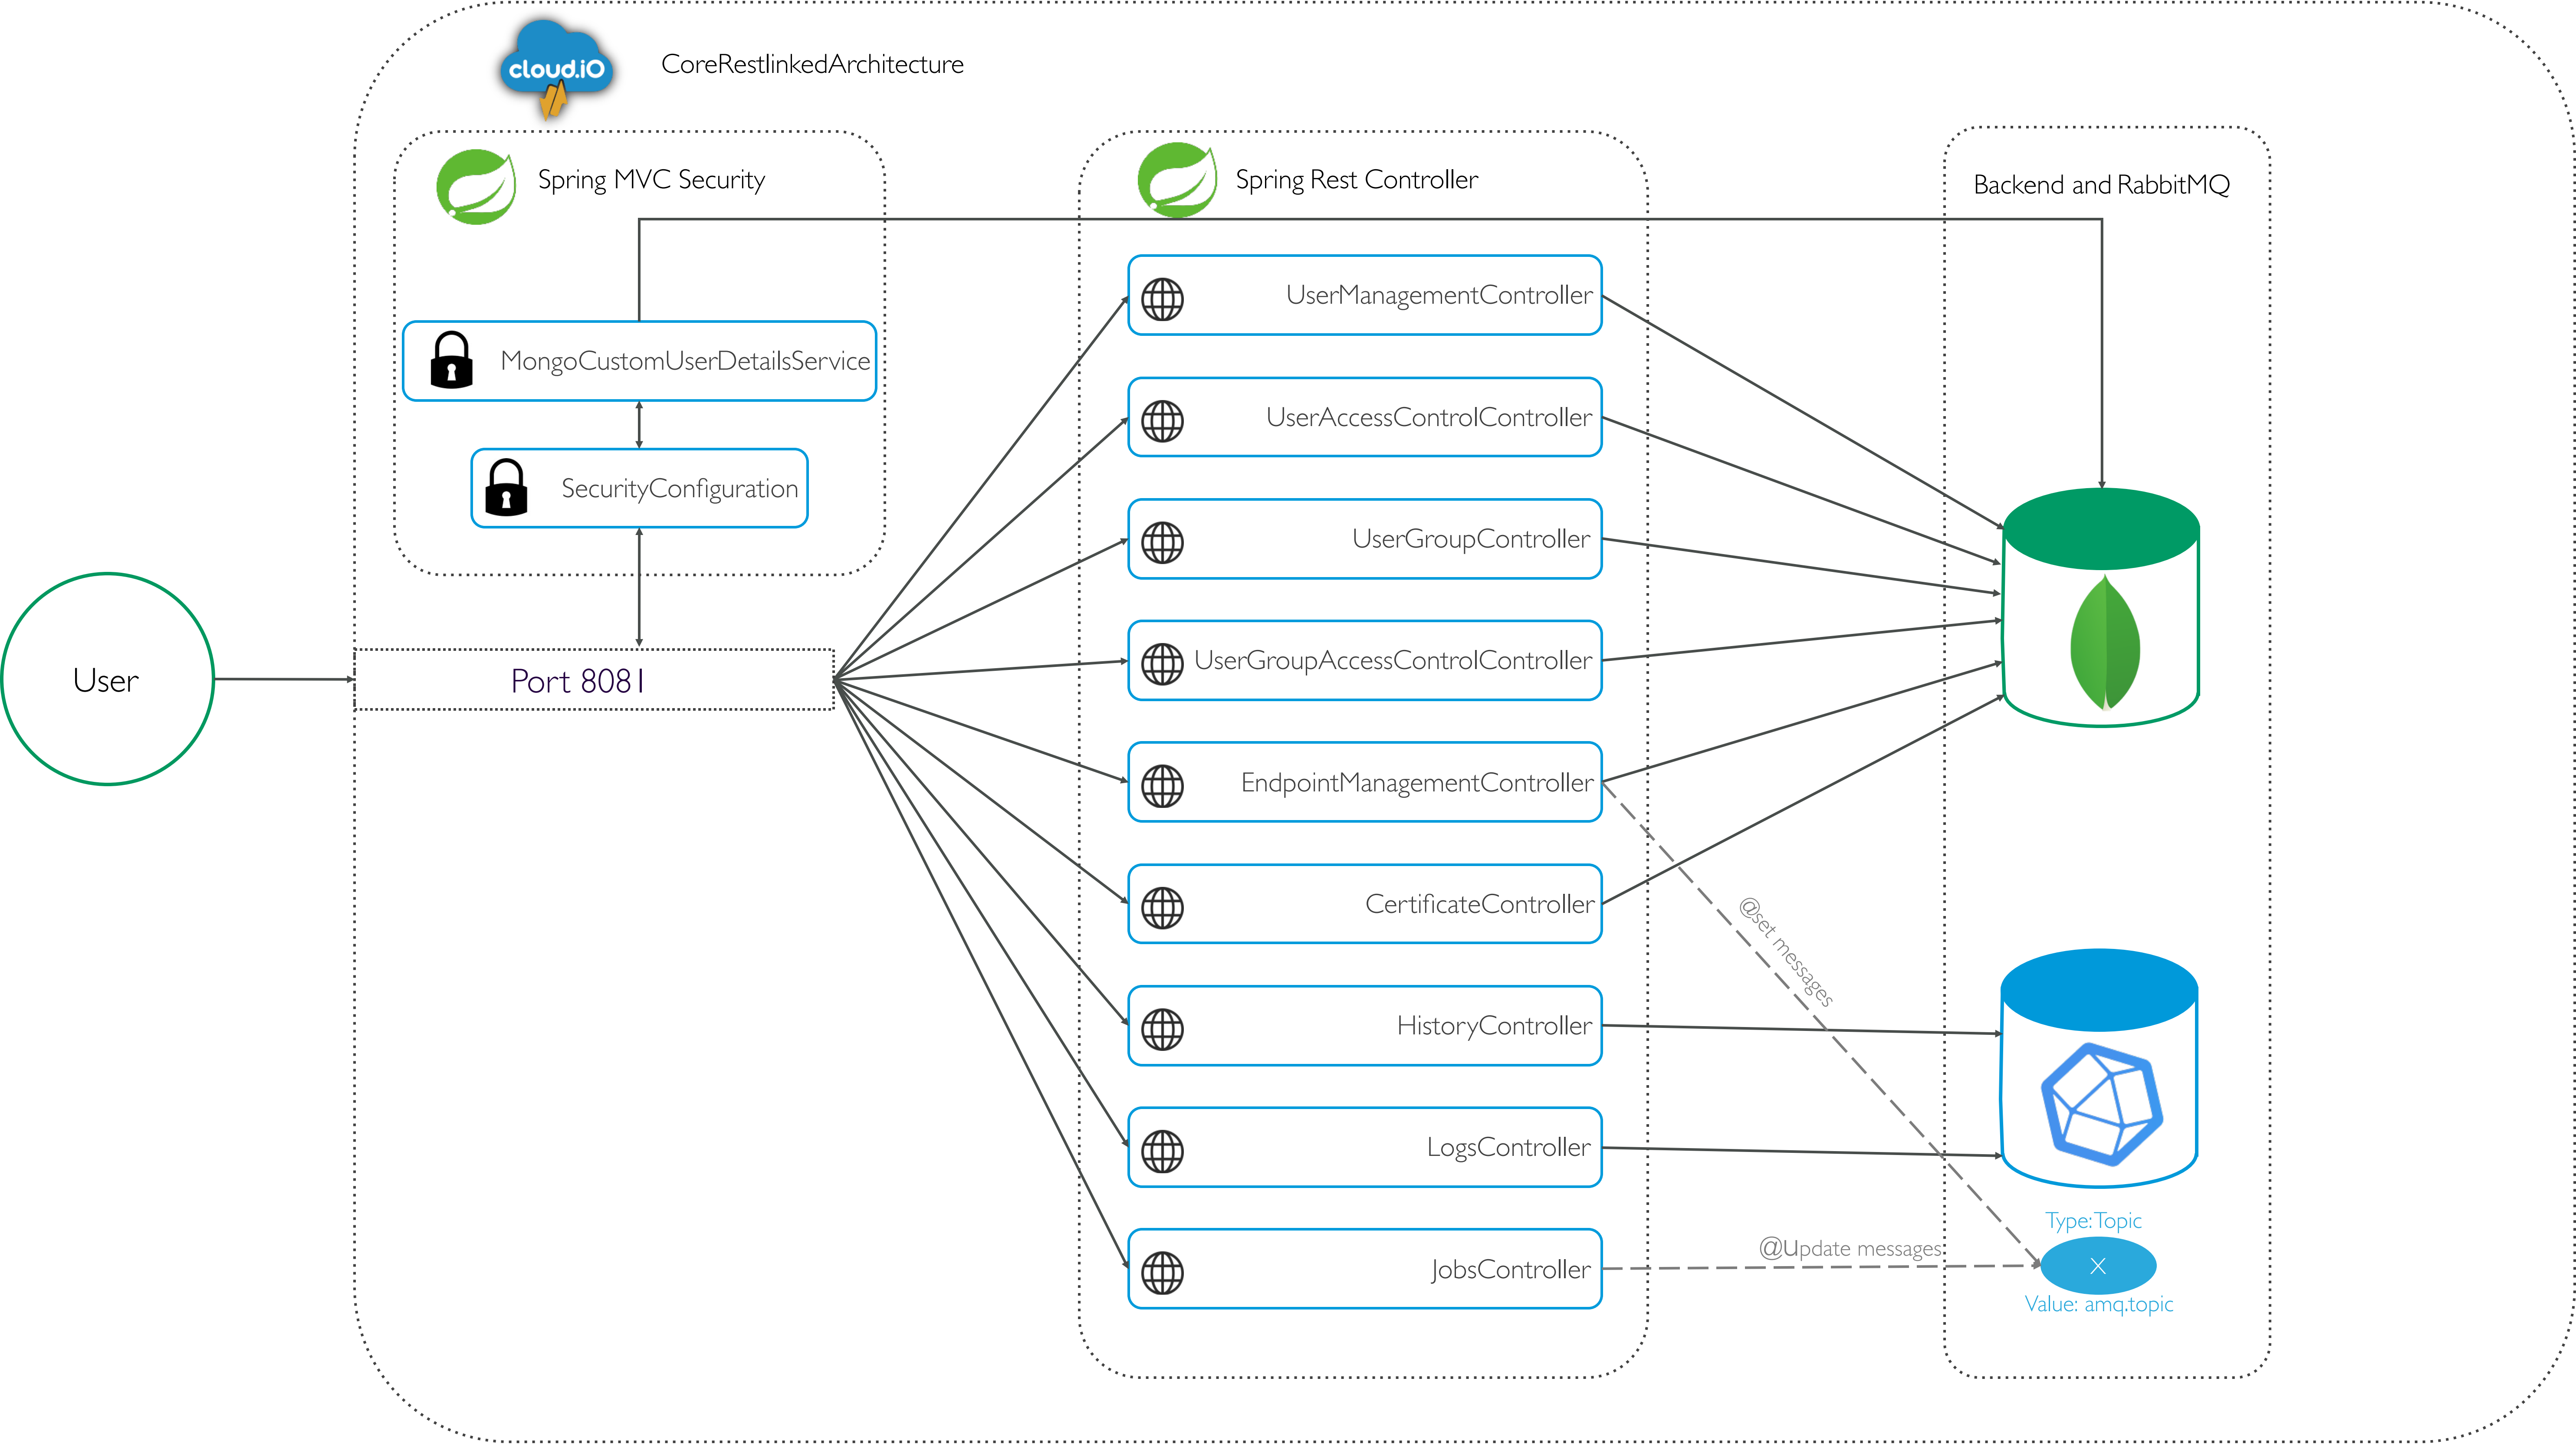 cloud.iO
CoreRestlinkedArchitecture
Spring MVC Security
Spring Rest Controller
Backend and RabbitMQ
UserManagementController
MongoCustomUserDetailsService
UserAccessControlController
SecurityConfiguration
UserGroupController
UserGroupAccessControlController
User
Port 8081
EndpointManagementController
CertificateController
@set messages
HistoryController
LogsController
Type:Topic
@Update messages
X
JobsController
Value: amq.topic